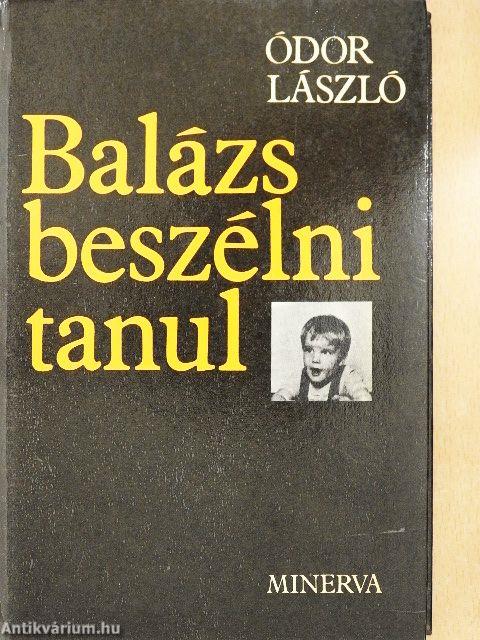 ÓDOR
LÁSZLÓ
Balázs
beszélni
tanul
MINERVA
Antikvárium.hu